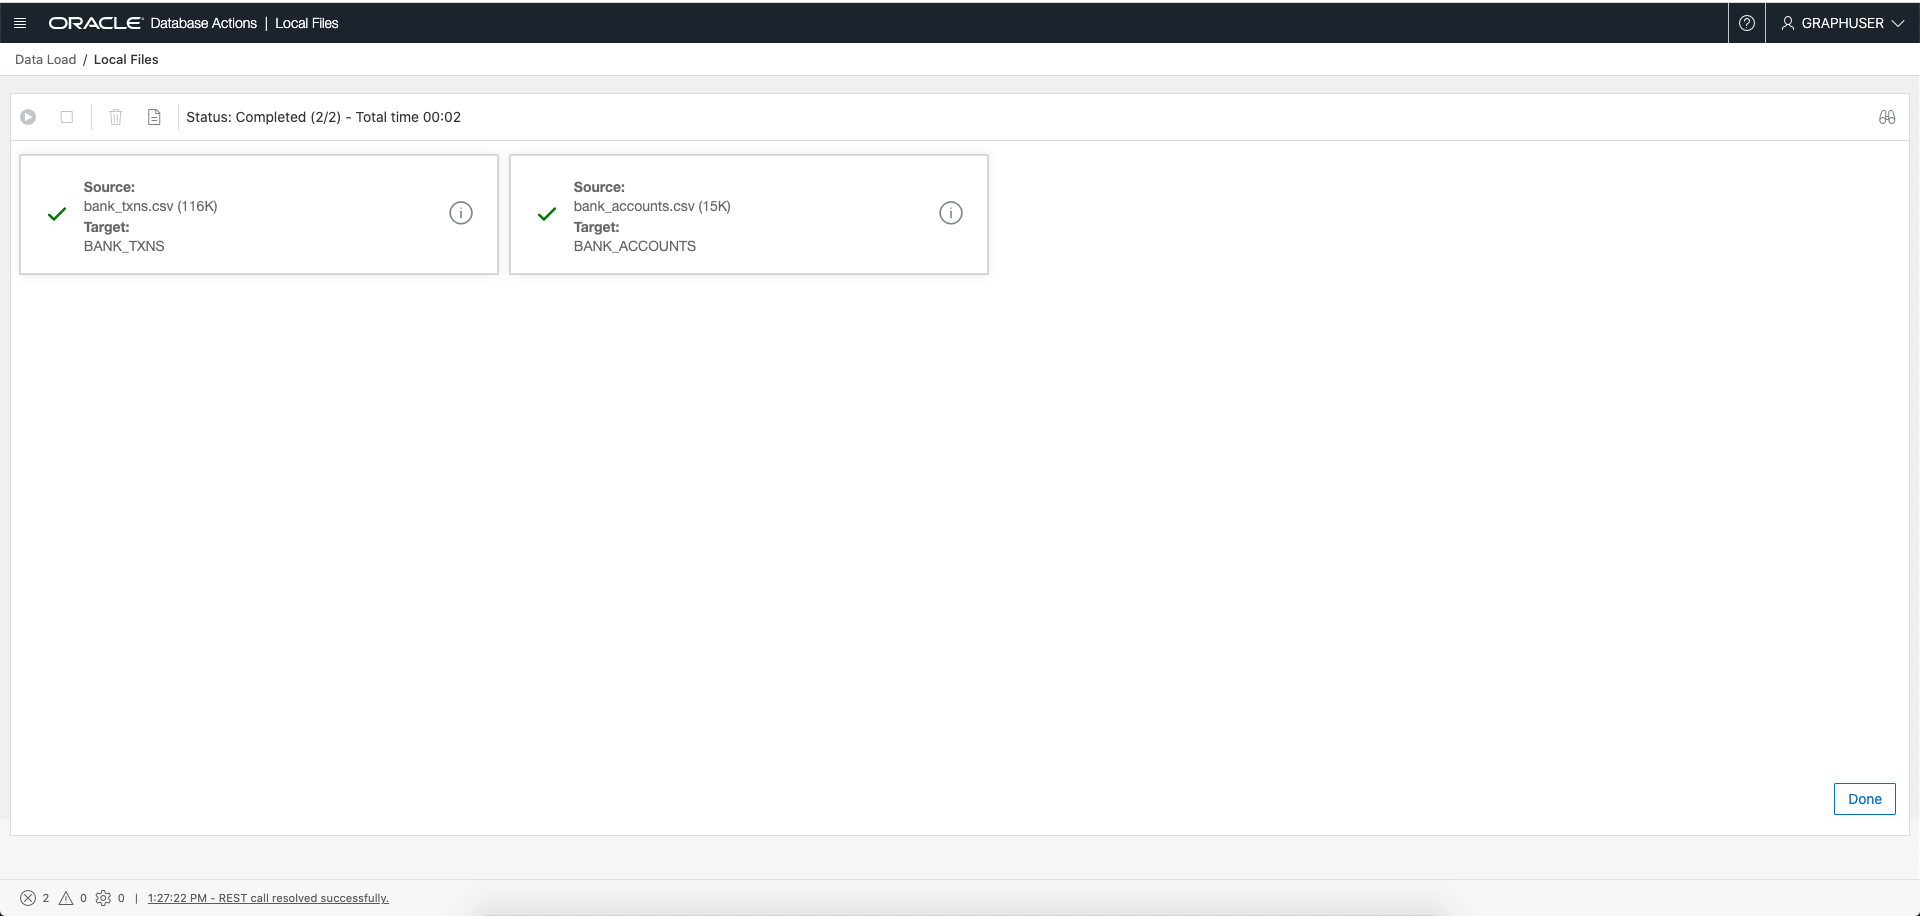 ORACLE Database Actions | Local Files
GRAPHUSER
Data Load / Local Files
Status: Completed (2/2) - Total time 00:02
Source:
bank_txns.csv (116K)
Target:
BANK_TXNS
Source:
bank_accounts.csv (15K)
Target:
BANK_ACCOUNTS
Done
2 0 0 | 1:27:22 PM - REST call resolved successfully.